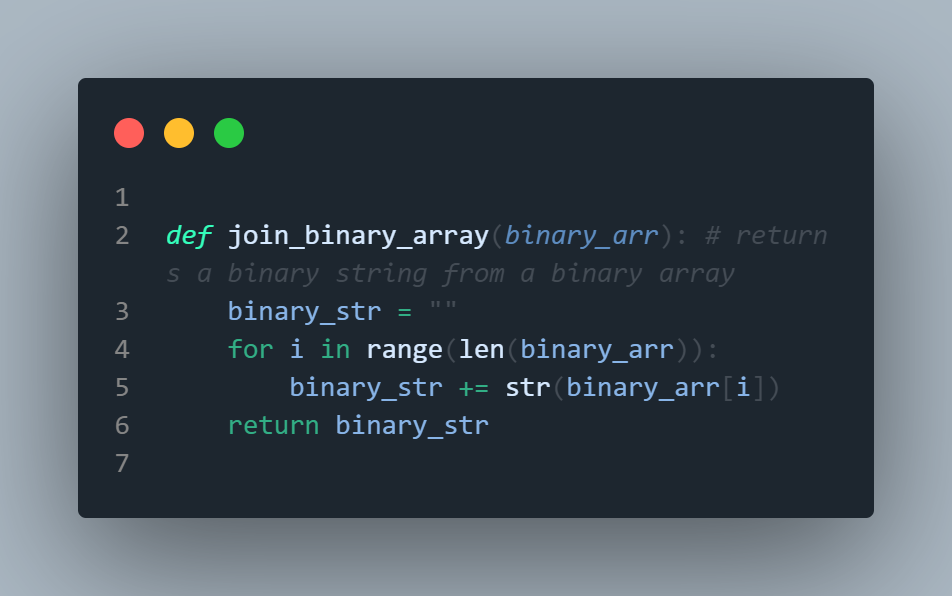 1
2 def join_binary_array(binary_arr): # return
s a binary string from a binary array
3     binary_str = ""
4     for i in range(len(binary_arr)):
5         binary_str += str(binary_arr[i])
6     return binary_str
7